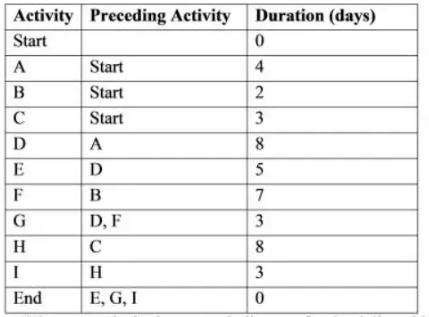 Activity Preceding Activity Duration (days)
Start 0
A Start 4
B Start 2
C Start 3
D A 8
E D 5
F B 7
G D, F 3
H C 8
I H 3
End E, G, I 0